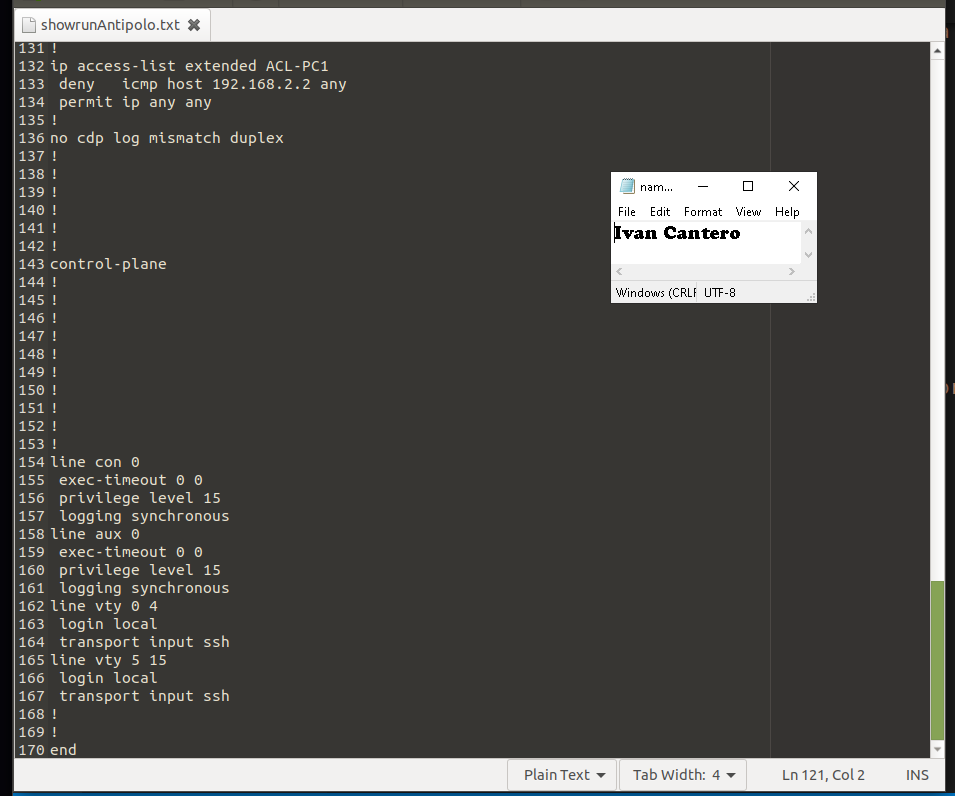 showrunAntipolo.txt
131 !
132 ip access-list extended ACL-PC1
133  deny   icmp host 192.168.2.2 any
134  permit ip any any
135 !
136 no cdp log mismatch duplex
137 !
138 !
139 !
140 !
141 !
142 !
143 control-plane
144 !
145 !
146 !
147 !
148 !
149 !
150 !
151 !
152 !
153 !
154 line con 0
155  exec-timeout 0 0
156  privilege level 15
157  logging synchronous
158 line aux 0
159  exec-timeout 0 0
160  privilege level 15
161  logging synchronous
162 line vty 0 4
163  login local
164  transport input ssh
165 line vty 5 15
166  login local
167  transport input ssh
168 !
169 !
170 end
nam...
File Edit Format View Help
Ivan Cantero
Windows (CRLF UTF-8
Plain Text Tab Width: 4 Ln 121, Col 2 INS